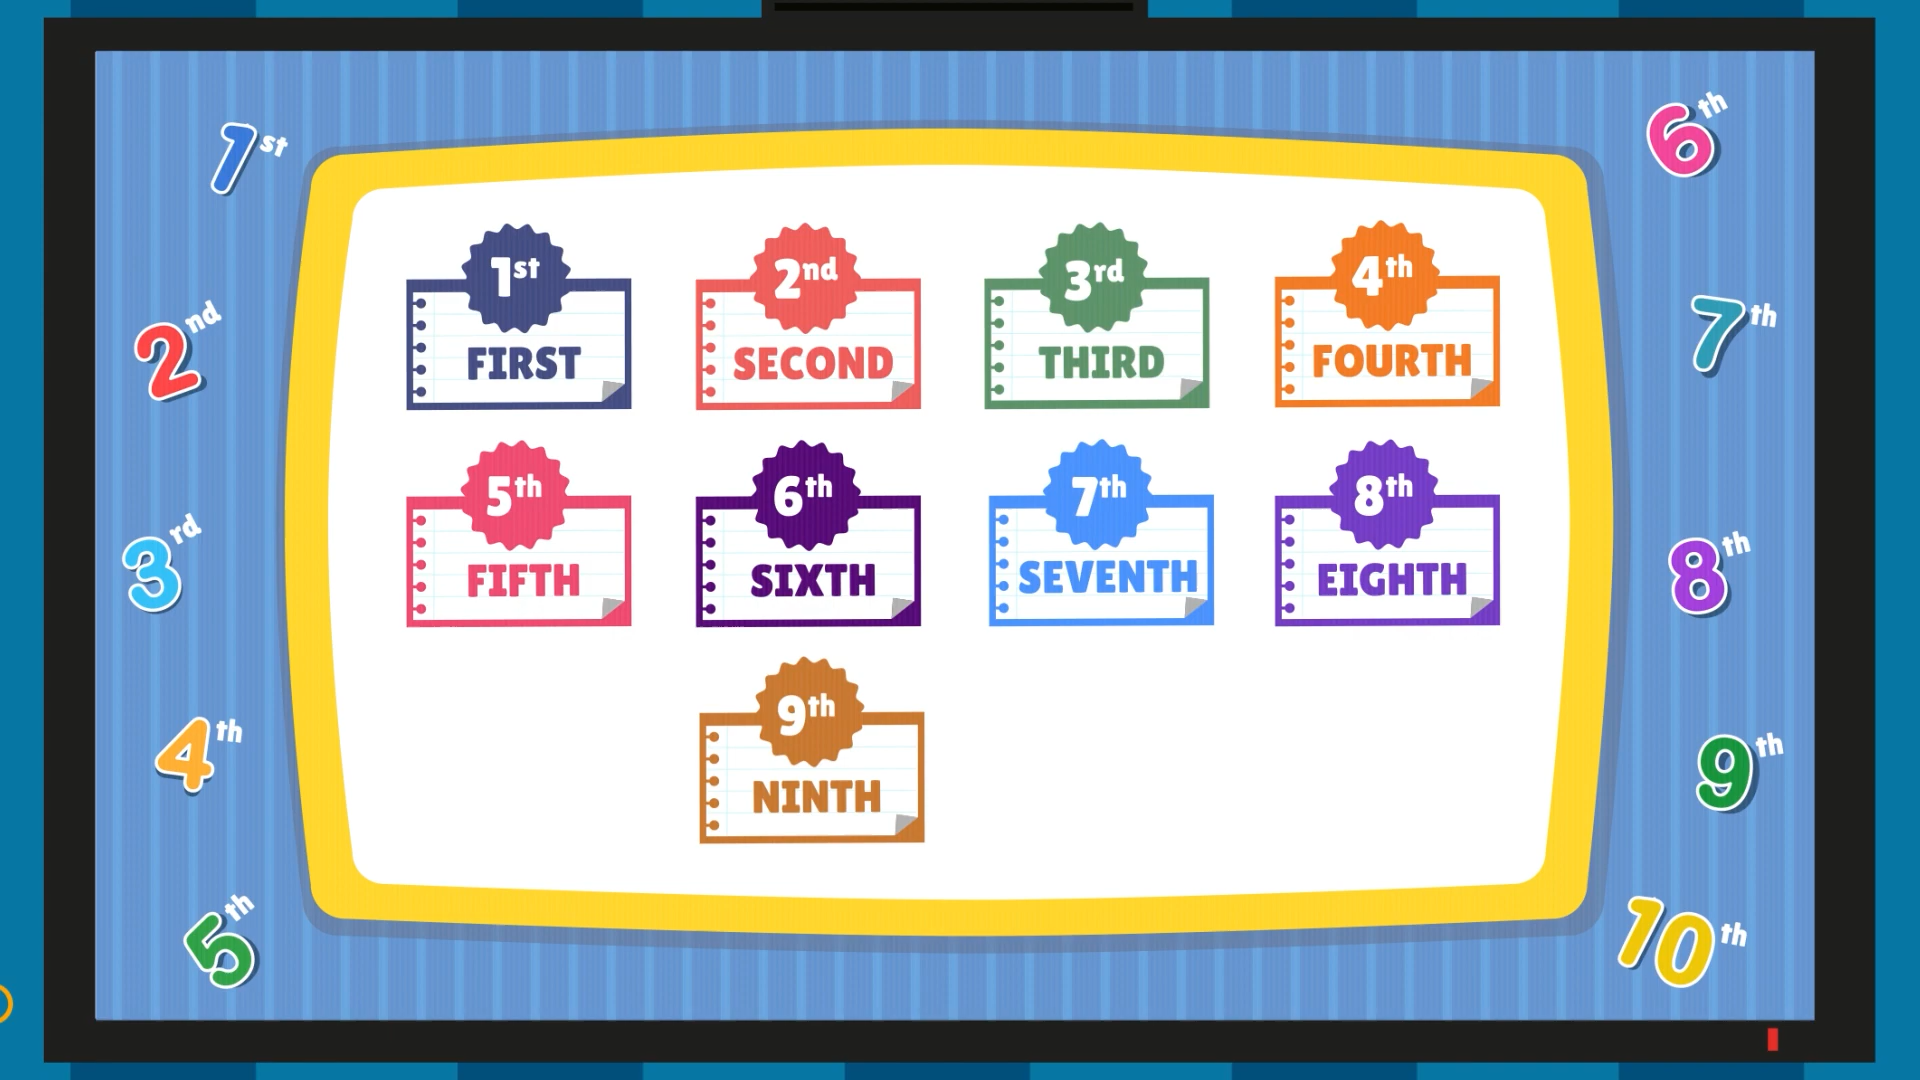 1st
2nd
3rd
4th
5th
1st
FIRST
2nd
SECOND
3rd
THIRD
4th
FOURTH
5th
FIFTH
6th
SIXTH
7th
SEVENTH
8th
EIGHTH
9th
NINTH
6th
7th
8th
9th
10th